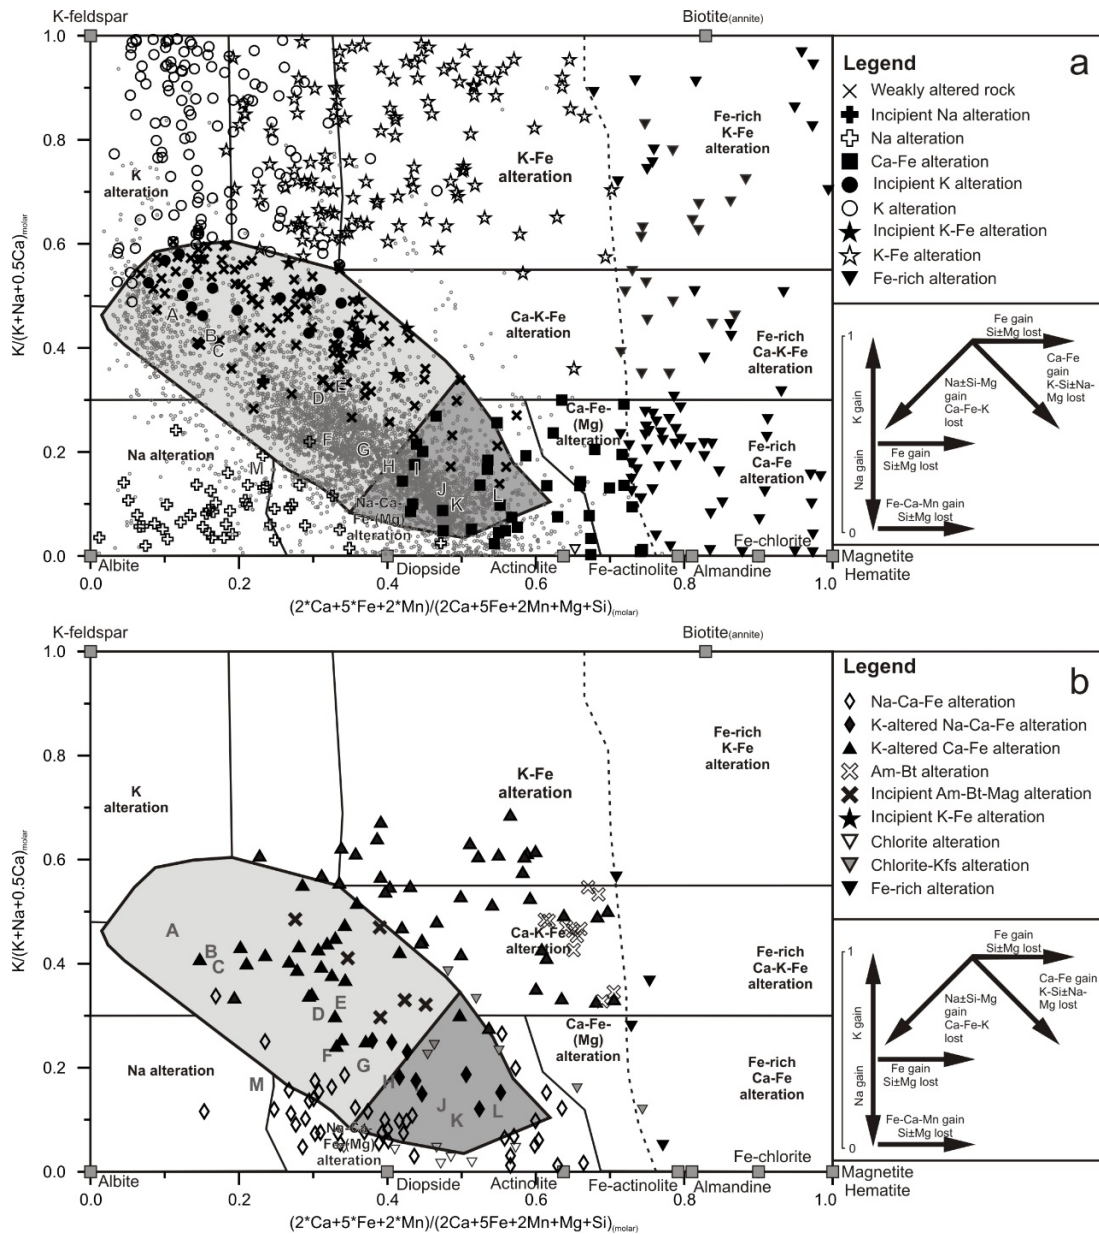 K-feldspar
Biotite(annite)
a
1.0
0.8
0.6
0.4
0.2
0.0
K/(K+Na+0.5Ca)molar
K
alteration
K-Fe
alteration
Fe-rich
K-Fe
alteration
Ca-K-Fe
alteration
Fe-rich
Ca-K-Fe
alteration
Ca-Fe-
(Mg)
alteration
Fe-rich
Ca-Fe
alteration
Na alteration
Na-Ca-
Fe-(Mg)
alteration
A
B
C
D
E
F
G
H
I
J
K
L
M
Fe-chlorite
Albite
Diopside
Actinolite
Fe-actinolite
Almandine
Magnetite
Hematite
0.0
0.2
0.4
0.6
0.8
1.0
(2*Ca+5*Fe+2*Mn)/(2Ca+5Fe+2Mn+Mg+Si)(molar)
Legend
Weakly altered rock
Incipient Na alteration
Na alteration
Ca-Fe alteration
Incipient K alteration
K alteration
Incipient K-Fe alteration
K-Fe alteration
Fe-rich alteration
1
0
K gain
Na gain
Fe gain
Si±Mg lost
Na±Si-Mg
gain
Ca-Fe-K
lost
Ca-Fe
gain
K-Si±Na-
Mg lost
Fe gain
Si±Mg lost
Fe-Ca-Mn gain
Si±Mg lost
K-feldspar
Biotite(annite)
b
1.0
0.8
0.6
0.4
0.2
0.0
K/(K+Na+0.5Ca)molar
K
alteration
K-Fe
alteration
Fe-rich
K-Fe
alteration
Ca-K-Fe
alteration
Fe-rich
Ca-K-Fe
alteration
Ca-Fe-
(Mg)
alteration
Fe-rich
Ca-Fe
alteration
Na alteration
Na-Ca-
Fe-(Mg)
alteration
A
B
C
D
E
F
G
H
J
K
L
M
Fe-chlorite
Albite
Diopside
Actinolite
Fe-actinolite
Almandine
Magnetite
Hematite
0.0
0.2
0.4
0.6
0.8
1.0
(2*Ca+5*Fe+2*Mn)/(2Ca+5Fe+2Mn+Mg+Si)(molar)
Legend
Na-Ca-Fe alteration
K-altered Na-Ca-Fe alteration
K-altered Ca-Fe alteration
Am-Bt alteration
Incipient Am-Bt-Mag alteration
Incipient K-Fe alteration
Chlorite alteration
Chlorite-Kfs alteration
Fe-rich alteration
1
0
K gain
Na gain
Fe gain
Si±Mg lost
Na±Si-Mg
gain
Ca-Fe-K
lost
Ca-Fe gain
K-Si±Na-
Mg lost
Fe gain
Si±Mg lost
Fe-Ca-Mn gain
Si±Mg lost